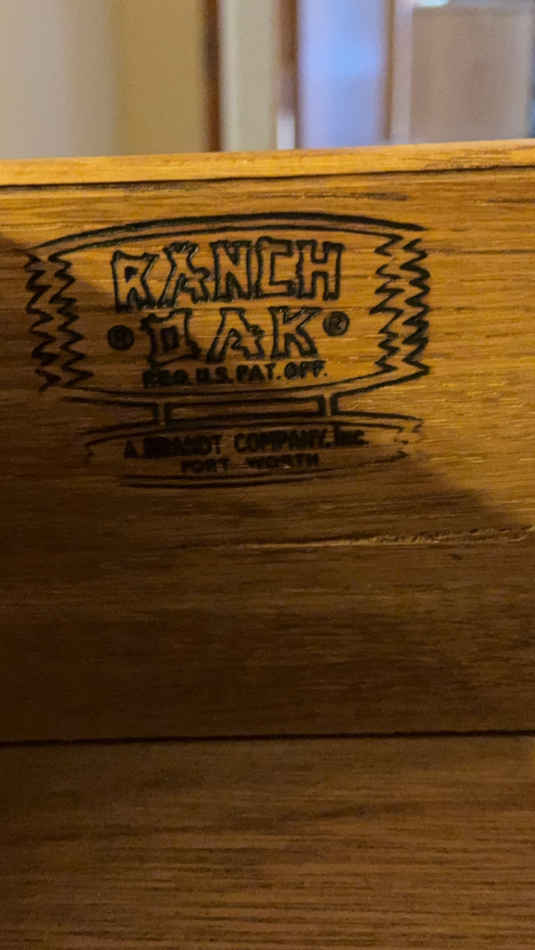 RANCH
® OAK ®
REG. U.S. PAT. OFF.
A. BRANDT COMPANY, Inc.
FORT WORTH